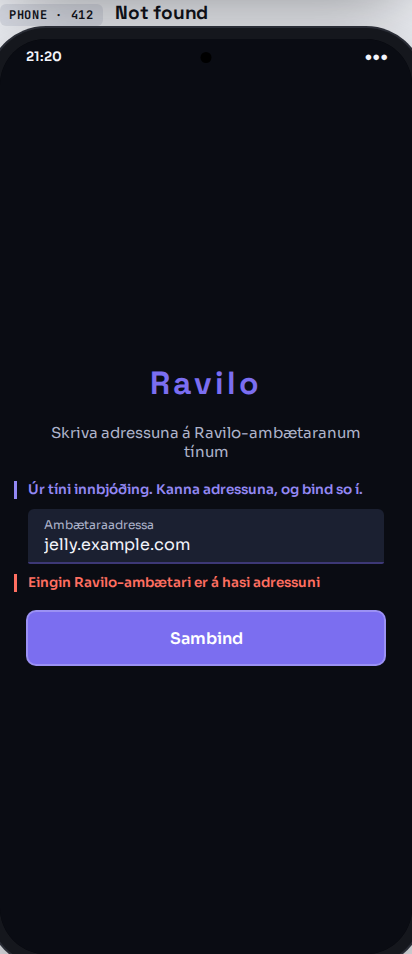 PHONE · 412 Not found
21:20
Ravilo
Skriva adressuna á Ravilo-ambætaranum
tínum
Úr tíni innbjóðing. Kanna adressuna, og bind so í.
Ambætaraadressa
jelly.example.com
Eingin Ravilo-ambætari er á hasi adressuni
Sambind